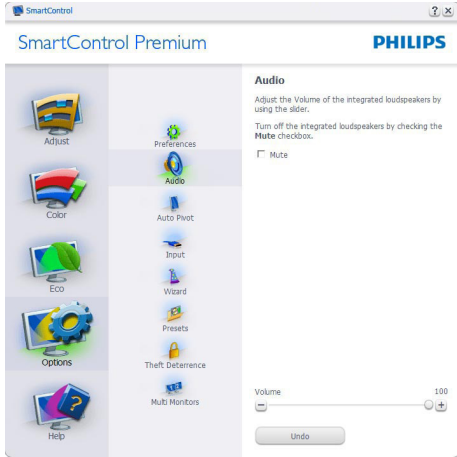 SmartControl
? ×
SmartControl Premium
PHILIPS
Adjust
Color
Eco
Options
Help
Preferences
Audio
Auto Pivot
Input
Wizard
Presets
Theft Deterrence
Multi Monitors
Audio
Adjust the Volume of the integrated loudspeakers by
using the slider.
Turn off the integrated loudspeakers by checking the
Mute checkbox.
Mute
Volume 100
Undo